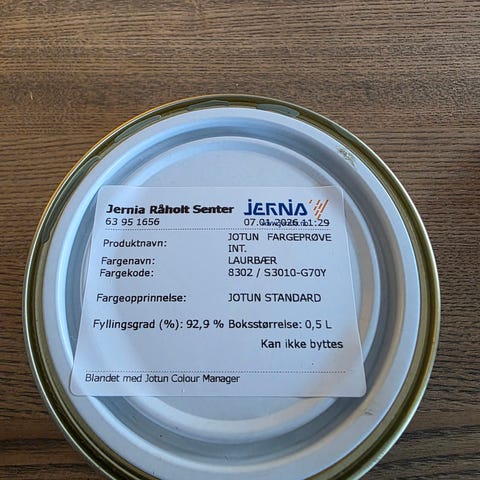 Jernia Råholt Senter JERNIA
63 95 1656 07.01.2026 11:29
Produktnavn: JOTUN FARGEPRØVE
INT.
Fargenavn: LAURBÆR
Fargekode: 8302 / S3010-G70Y
Fargeopprinnelse: JOTUN STANDARD
Fyllingsgrad (%): 92,9 % Boksstørrelse: 0,5 L
Kan ikke byttes
Blandet med Jotun Colour Manager